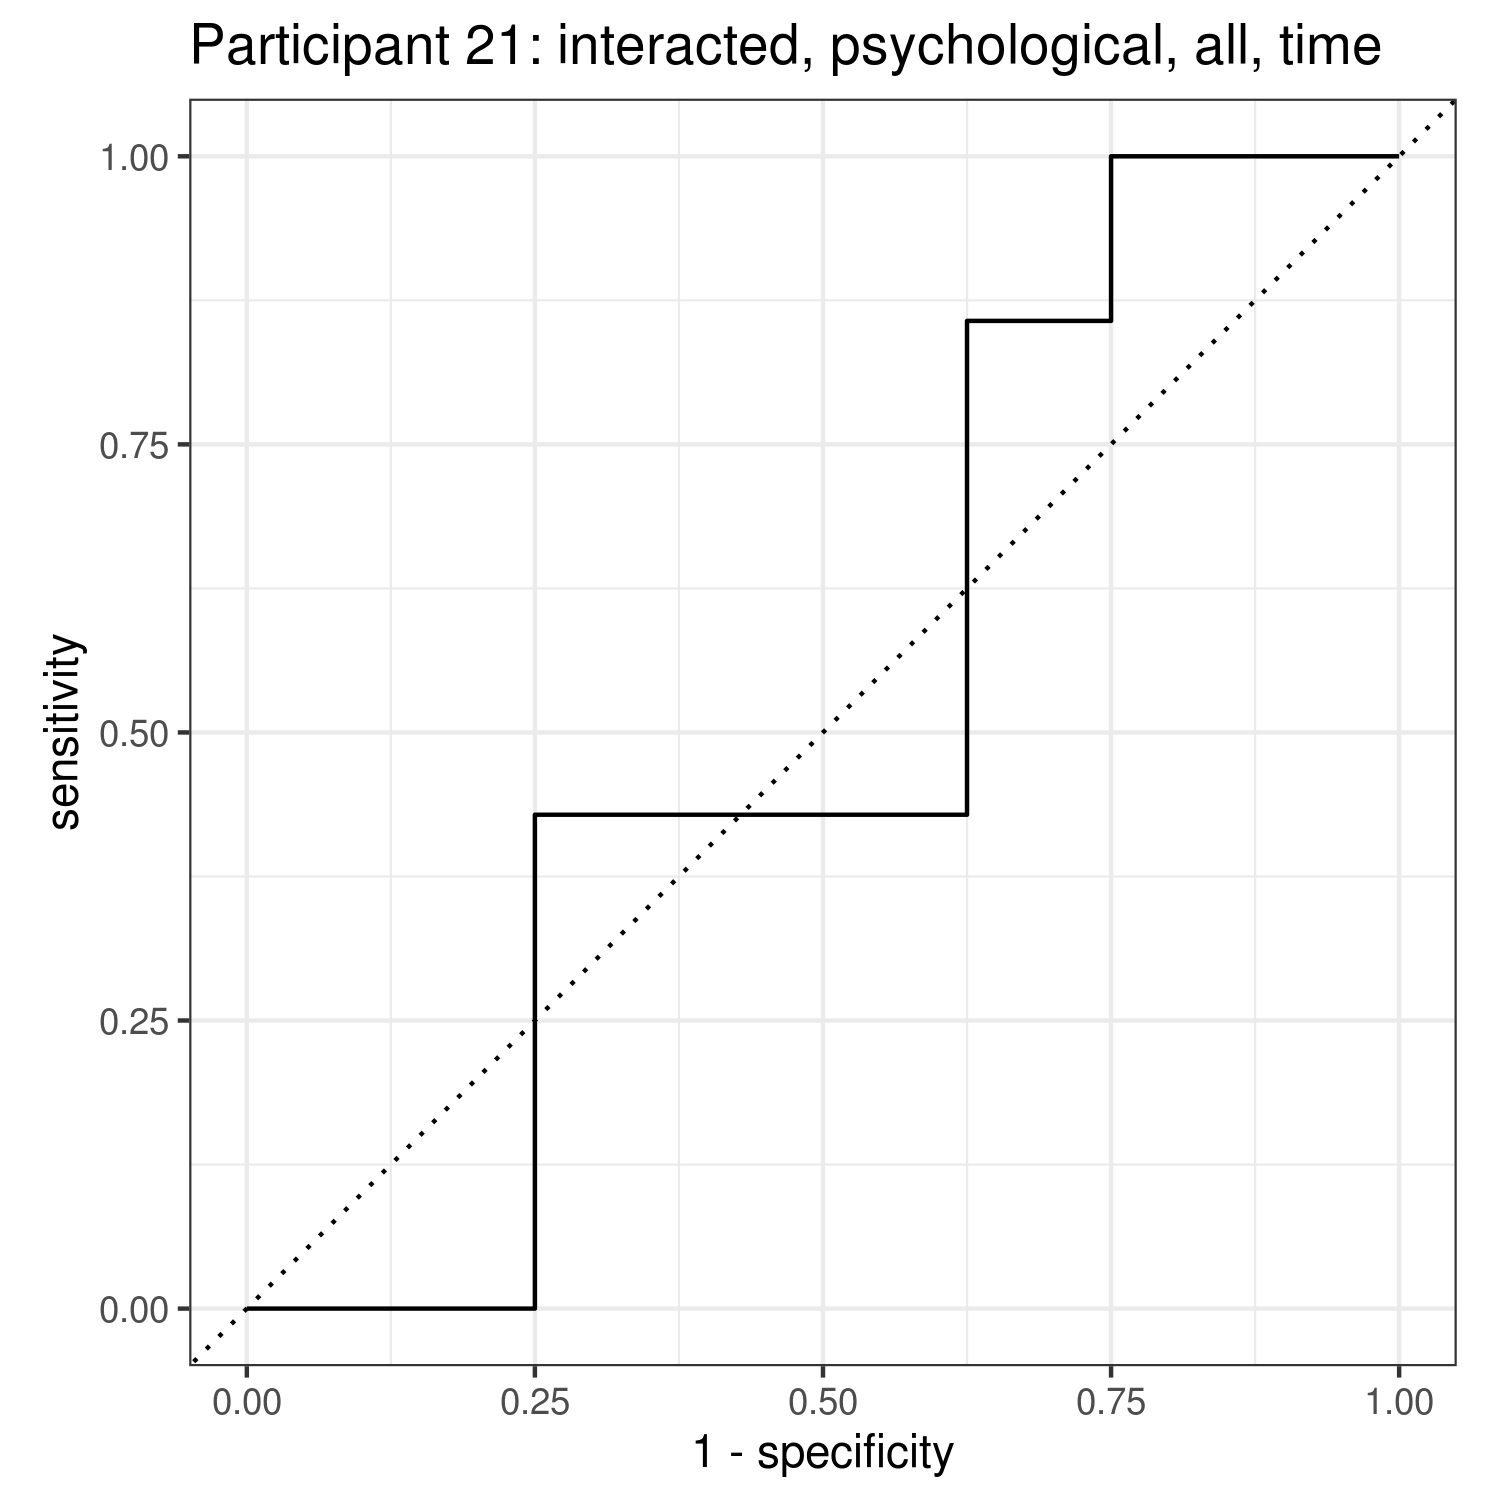 Participant 21: interacted, psychological, all, time
1.00
0.75
0.50
0.25
0.00
sensitivity
0.00 0.25 0.50 0.75 1.00
1 - specificity